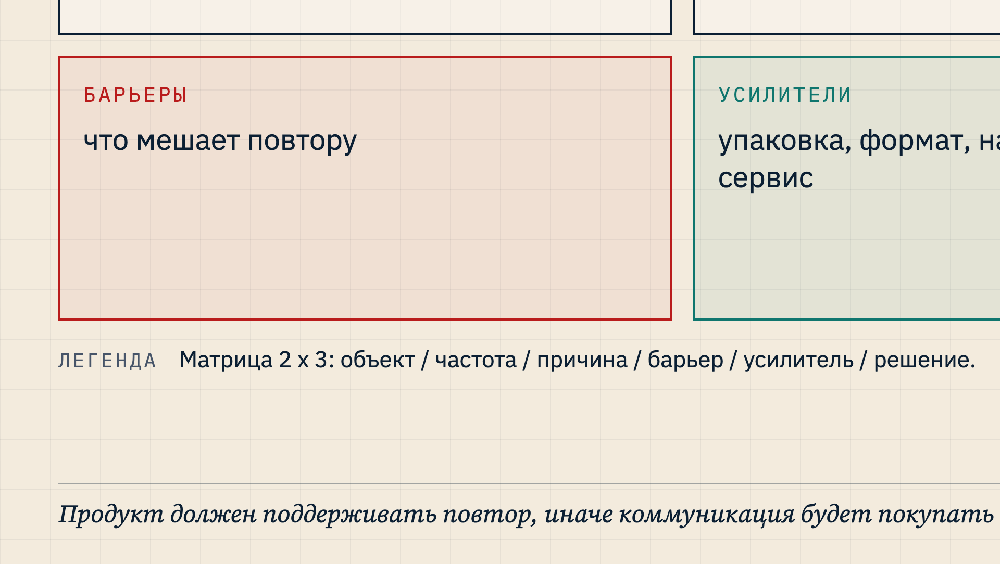 БАРЬЕРЫ
что мешает повтору
УСИЛИТЕЛИ
упаковка, формат,
сервис
ЛЕГЕНДА Матрица 2 x 3: объект / частота / причина / барьер / усилитель / решение.
Продукт должен поддерживать повтор, иначе коммуникация будет покупать